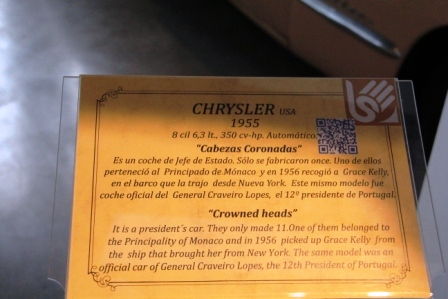 CHRYSLER USA
1955
8 cil 6,3 lt., 350 cv-hp. Automático.
"Cabezas Coronadas"
Es un coche de Jefe de Estado. Sólo se fabricaron once. Uno de ellos
perteneció al Principado de Mónaco y en 1956 recogió a Grace Kelly,
en el barco que la trajo desde Nueva York. Este mismo modelo fue
coche oficial del General Craveiro Lopes, el 12º presidente de Portugal.
"Crowned heads"
It is a president´s car. They only made 11.One of them belonged to
the Principality of Monaco and in 1956 picked up Grace Kelly from
the ship that brought her from New York. The same model was an
official car of General Craveiro Lopes, the 12th President of Portugal.